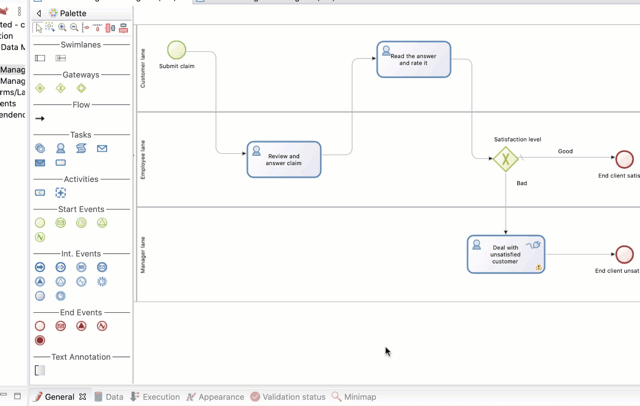 Palette
ted - c
tion
Data M
Manag
Manag
rms/La
ents
endenc
Swimlanes
Gateways
Flow
Tasks
Activities
Start Events
Int. Events
End Events
Text Annotation
Customer lane
Submit claim
Read the answer
and rate it
Employee lane
Review and
answer claim
Satisfaction level
Good
Bad
End client satis
Manager lane
Deal with
unsatisfied
customer
End client unsat
General
Data
Execution
Appearance
Validation status
Minimap